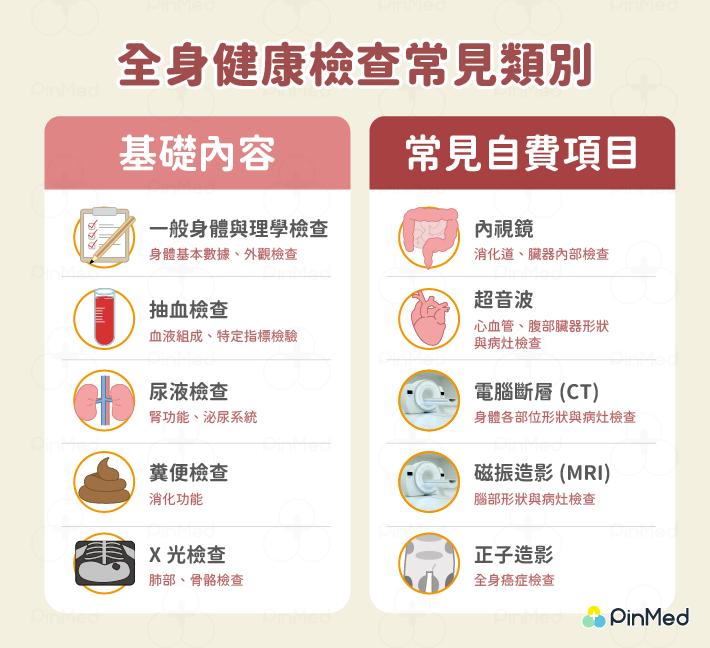 全身健康檢查常見類別
基礎內容
一般身體與理學檢查
身體基本數據、外觀檢查
抽血檢查
血液組成、特定指標檢驗
尿液檢查
腎功能、泌尿系統
糞便檢查
消化功能
X 光檢查
肺部、骨骼檢查
常見自費項目
內視鏡
消化道、臟器內部檢查
超音波
心血管、腹部臟器形狀
與病灶檢查
電腦斷層 (CT)
身體各部位形狀與病灶檢查
磁振造影 (MRI)
腦部形狀與病灶檢查
正子造影
全身癌症檢查
PinMed